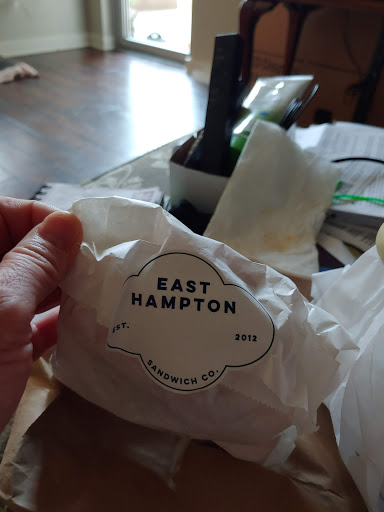 EAST
HAMPTON
EST. 2012
SANDWICH CO.